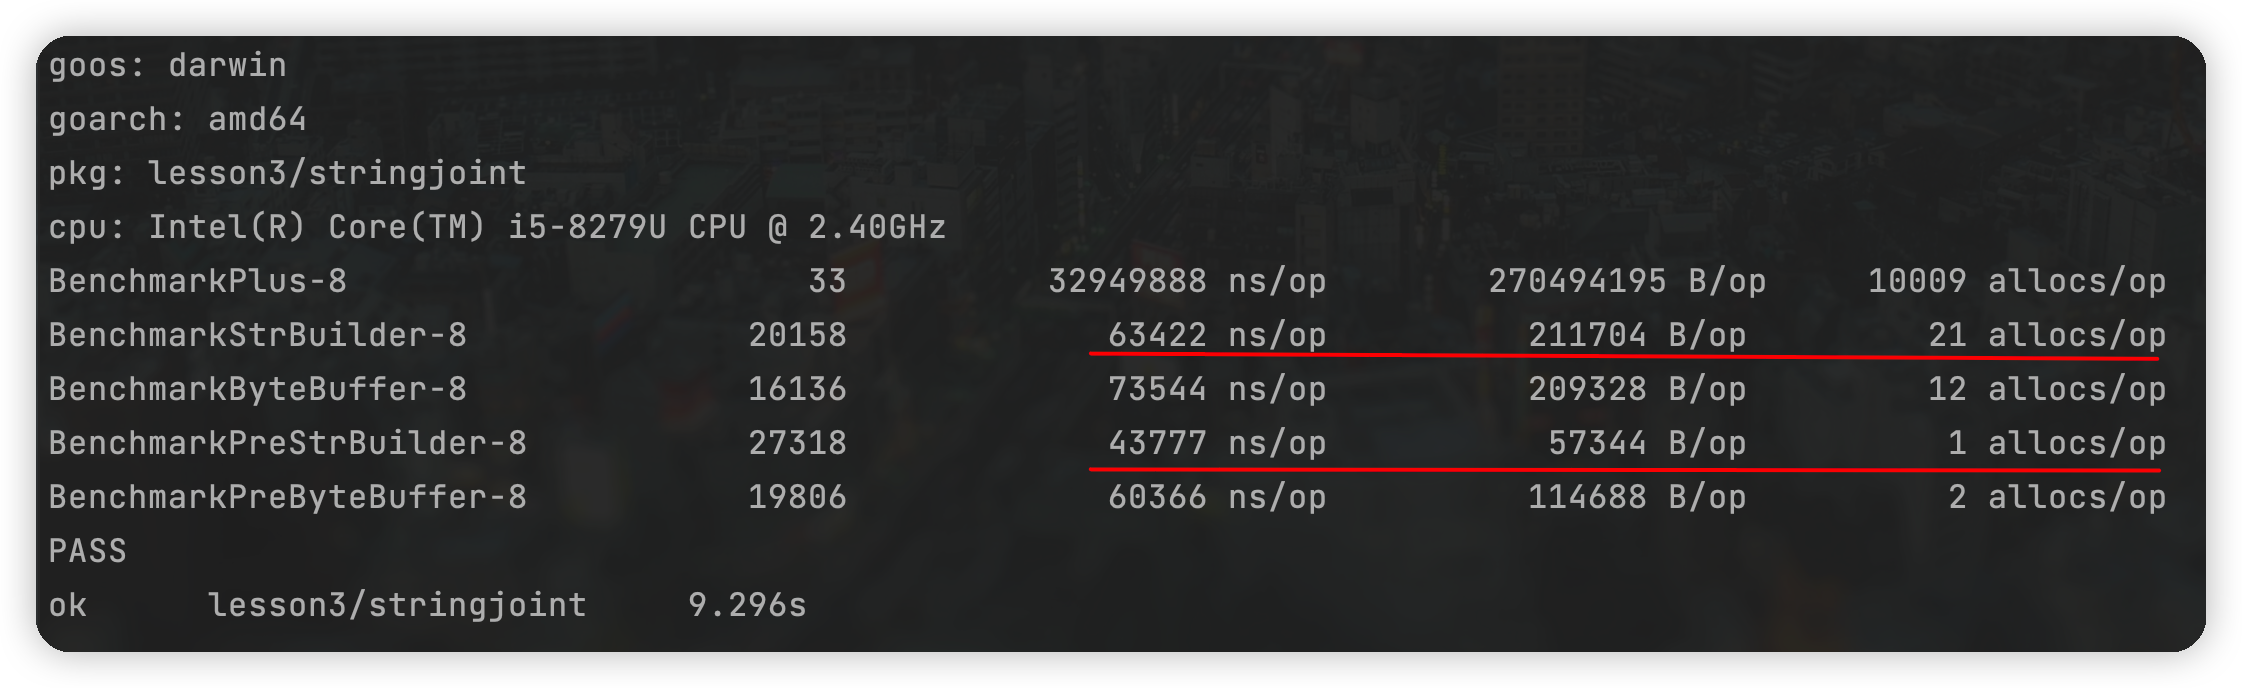 goos: darwin
goarch: amd64
pkg: lesson3/stringjoint
cpu: Intel(R) Core(TM) i5-8279U CPU @ 2.40GHz
BenchmarkPlus-8 33 32949888 ns/op 270494195 B/op 10009 allocs/op
BenchmarkStrBuilder-8 20158 63422 ns/op 211704 B/op 21 allocs/op
BenchmarkByteBuffer-8 16136 73544 ns/op 209328 B/op 12 allocs/op
BenchmarkPreStrBuilder-8 27318 43777 ns/op 57344 B/op 1 allocs/op
BenchmarkPreByteBuffer-8 19806 60366 ns/op 114688 B/op 2 allocs/op
PASS
ok lesson3/stringjoint 9.296s